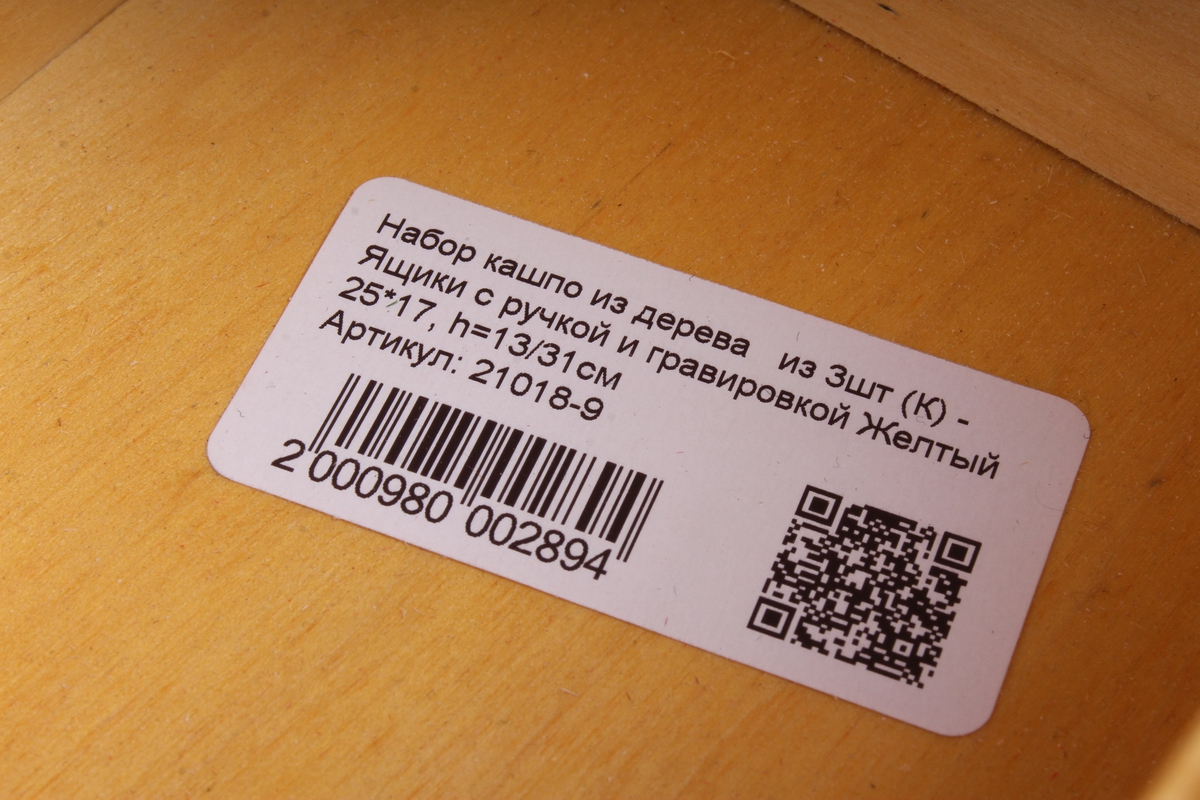 Набор кашпо из дерева из 3шт (К) -
Ящики с ручкой и гравировкой Желтый
25*17, h=13/31см
Артикул: 21018-9
2 000980 002894